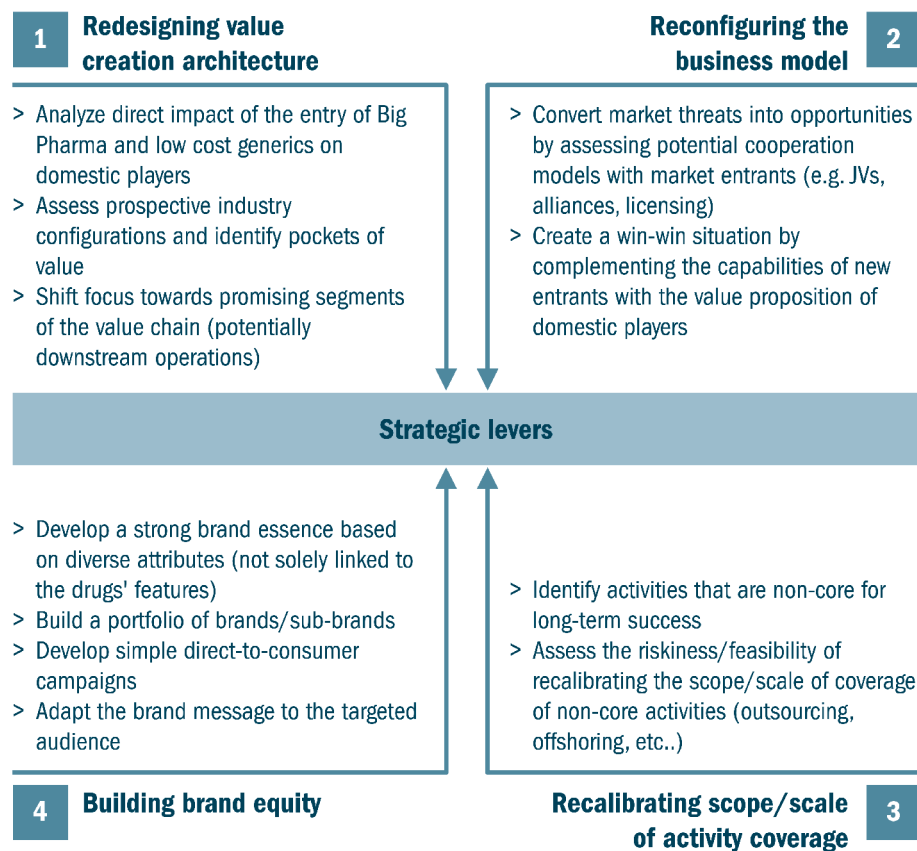 1 Redesigning value
creation architecture
> Analyze direct impact of the entry of Big
Pharma and low cost generics on
domestic players
> Assess prospective industry
configurations and identify pockets of
value
> Shift focus towards promising segments
of the value chain (potentially
downstream operations)
Reconfiguring the 2
business model
> Convert market threats into opportunities
by assessing potential cooperation
models with market entrants (e.g. JVs,
alliances, licensing)
> Create a win-win situation by
complementing the capabilities of new
entrants with the value proposition of
domestic players
Strategic levers
> Develop a strong brand essence based
on diverse attributes (not solely linked to
the drugs' features)
> Build a portfolio of brands/sub-brands
> Develop simple direct-to-consumer
campaigns
> Adapt the brand message to the targeted
audience
4 Building brand equity
> Identify activities that are non-core for
long-term success
> Assess the riskiness/feasibility of
recalibrating the scope/scale of coverage
of non-core activities (outsourcing,
offshoring, etc..)
Recalibrating scope/scale 3
of activity coverage